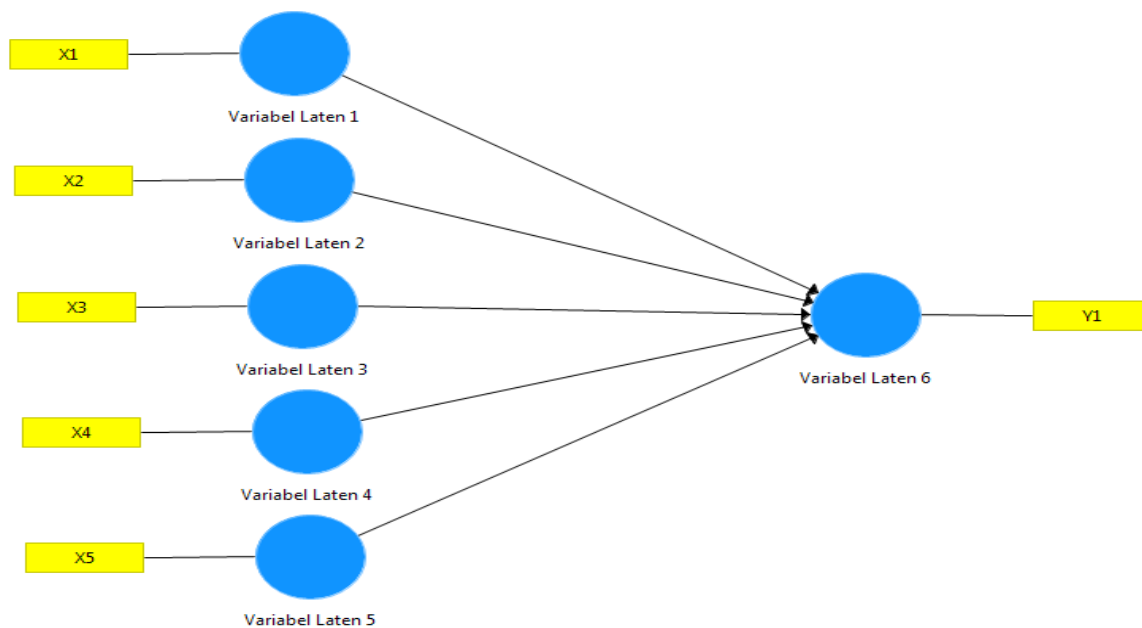 X1
Variabel Laten 1
X2
Variabel Laten 2
X3
Variabel Laten 3
X4
Variabel Laten 4
X5
Variabel Laten 5
Variabel Laten 6
Y1